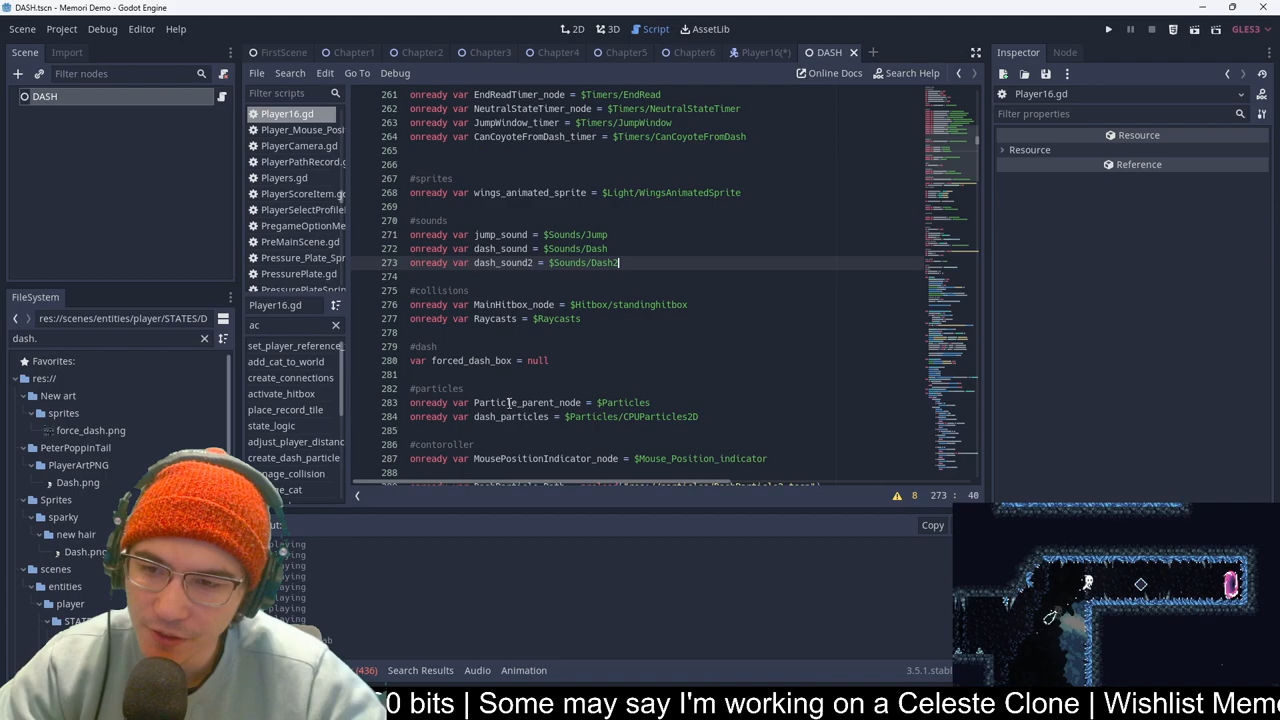 DASH.tscn - Memori Demo - Godot Engine
Scene Project Debug Editor Help
2D 3D Script AssetLib
GLES3
Scene Import
FirstScene Chapter1 Chapter2 Chapter3 Chapter4 Chapter5 Chapter6 Player16(*) DASH
Inspector Node
Filter nodes
File Search Edit Go To Debug
Online Docs Search Help
DASH
Filter scripts
Player16.gd
Player_Mouse_Pos
PlayerCamera.gd
PlayerPathRecord.g
Players.gd
PlayerScoreItem.g
PregameOptionMe
PreMainScene.gd
Pressure_Plate_Sp
PressurePlate.gd
Player16.gd
ac
create_connections
activate_hitbox
place_record_tile
state_logic
adjust_player_distanc
create_dash_particl
261 onready var EndReadTimer_node = $Timers/EndRead
262 onready var NeutralStateTimer_node = $Timers/NeutralStateTimer
263 onready var JumpWindow_timer = $Timers/JumpWindow
264 onready var CanCoyoteFromDash_timer = $Timers/CanCoyoteFromDash
265
266
267 #sprites
268 onready var wings_animated_sprite = $Light/WingsAnimatedSprite
269
270 #sounds
271 onready var jump_sound = $Sounds/Jump
272 onready var dash_sound = $Sounds/Dash
273 onready var dash_sound2 = $Sounds/Dash2
274
275 #collisions
276 onready var MainHitbox_node = $Hitbox/standinghitbox
277 onready var Raycasts = $Raycasts
278
279 #dash
280 var forced_dash_box = null
281
282 #particles
283 onready var Particle_parent_node = $Particles
284 onready var dash_particles = $Particles/CPUParticles2D
285
286 #contoroller
287 onready var MousePositionIndicator_node = $Mouse_Position_indicator
288
8 273 : 40
Player16.gd
Filter properties
Resource
Resource
Reference
FileSystem
res://scenes/entities/player/STATES/D
dash
Favorites:
res://
New art
sprites
force_dash.png
PeterPopperTail
PlayerArtPNG
Dash.png
Sprites
sparky
new hair
Dash.png
scenes
entities
player
Copy
playing
(436) Search Results Audio Animation
3.5.1.stabl
0 bits | Some may say I'm working on a Celeste Clone | Wishlist Mem